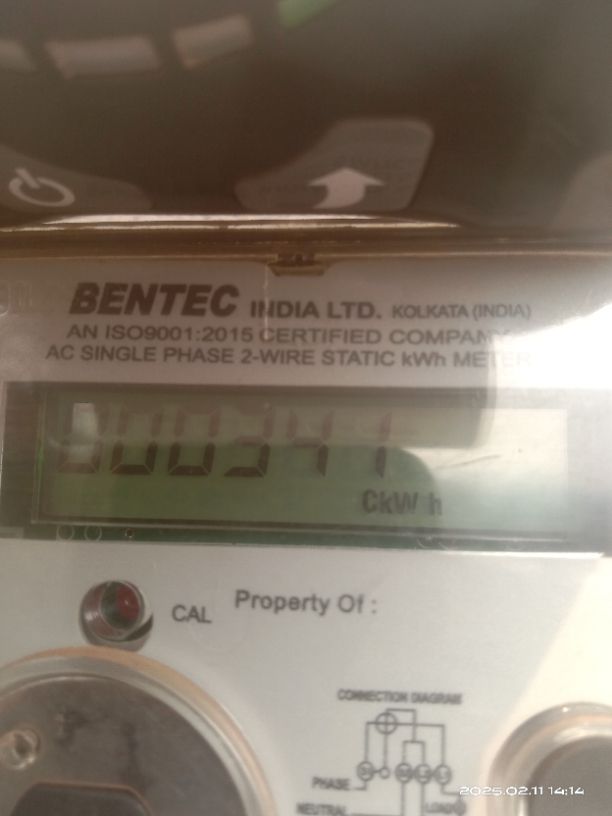 BENTEC INDIA LTD. KOLKATA (INDIA)
AN ISO9001:2015 CERTIFIED COMPANY
AC SINGLE PHASE 2-WIRE STATIC kWh METER
000341
CkW h
CAL
Property Of :
CONNECTION DIAGRAM
PHASE
NEUTRAL
LOAD
2025.02.11 14:14